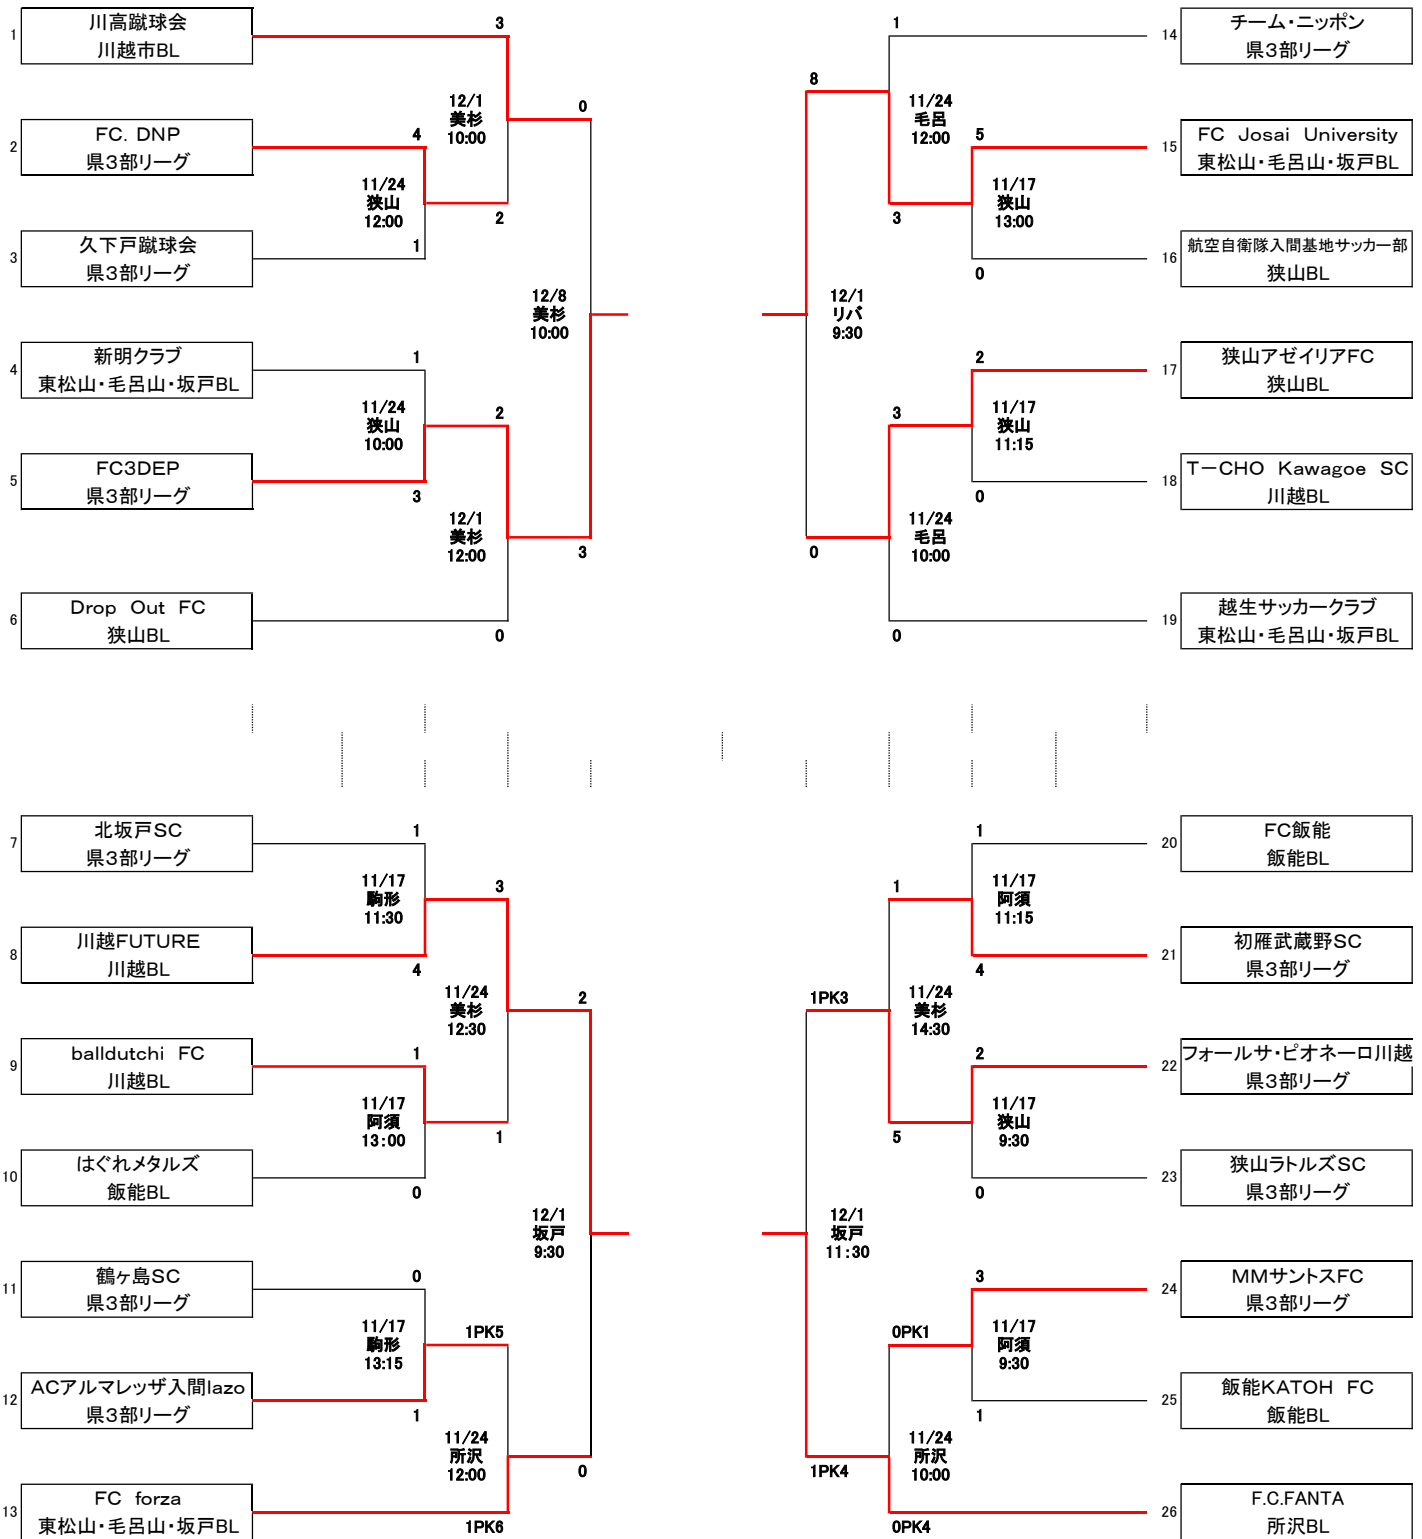 川高蹴球会
川越市BL
1
3
12/1
美杉
10:00
0
FC. DNP
県3部リーグ
2
4
11/24
狭山
12:00
2
久下戸蹴球会
県3部リーグ
3
1
12/8
美杉
10:00
新明クラブ
東松山・毛呂山・坂戸BL
4
1
11/24
狭山
10:00
2
FC3DEP
県3部リーグ
5
3
12/1
美杉
12:00
3
Drop Out FC
狭山BL
6
0
1
チーム・ニッポン
県3部リーグ
14
8
11/24
毛呂
12:00
5
FC Josai University
東松山・毛呂山・坂戸BL
15
11/17
狭山
13:00
3
0
航空自衛隊入間基地サッカー部
狭山BL
16
12/1
リバ
9:30
2
狭山アゼイリアFC
狭山BL
17
3
11/17
狭山
11:15
0
T-CHO Kawagoe SC
川越BL
18
11/24
毛呂
10:00
0
0
越生サッカークラブ
東松山・毛呂山・坂戸BL
19
北坂戸SC
県3部リーグ
7
1
11/17
駒形
11:30
3
川越FUTURE
川越BL
8
4
11/24
美杉
12:30
2
balldutchi FC
川越BL
9
1
11/17
阿須
13:00
1
はぐれメタルズ
飯能BL
10
0
12/1
坂戸
9:30
鶴ヶ島SC
県3部リーグ
11
0
11/17
駒形
13:15
1PK5
ACアルマレッザ入間lazo
県3部リーグ
12
1
11/24
所沢
12:00
0
FC forza
東松山・毛呂山・坂戸BL
13
1PK6
1
FC飯能
飯能BL
20
1
11/17
阿須
11:15
4
初雁武蔵野SC
県3部リーグ
21
1PK3
11/24
美杉
14:30
2
フォールサ・ピオネーロ川越
県3部リーグ
22
11/17
狭山
9:30
5
0
狭山ラトルズSC
県3部リーグ
23
12/1
坂戸
11:30
3
MMサントスFC
県3部リーグ
24
0PK1
11/17
阿須
9:30
1
飯能KATOH FC
飯能BL
25
11/24
所沢
10:00
1PK4
0PK4
F.C.FANTA
所沢BL
26